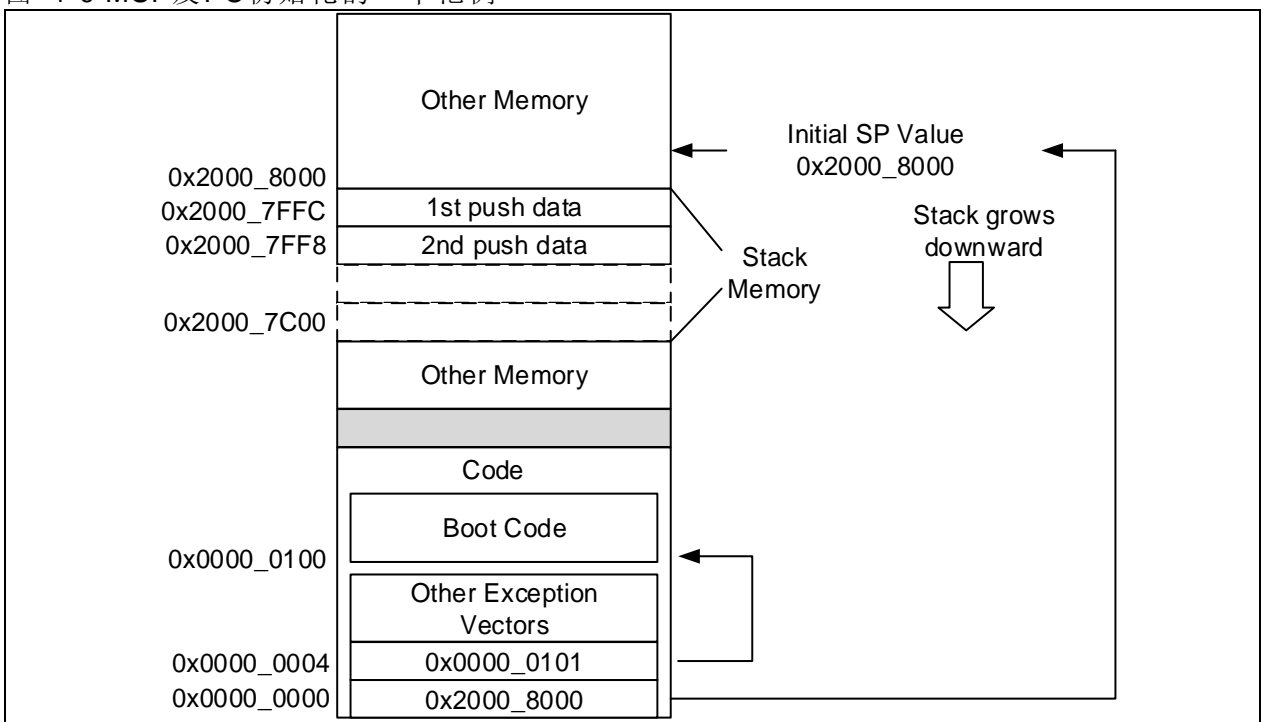 Other Memory
Initial SP Value
0x2000_8000
0x2000_8000
0x2000_7FFC
1st push data
Stack grows
downward
0x2000_7FF8
2nd push data
Stack
Memory
0x2000_7C00
Other Memory
Code
Boot Code
0x0000_0100
Other Exception
Vectors
0x0000_0004
0x0000_0101
0x0000_0000
0x2000_8000